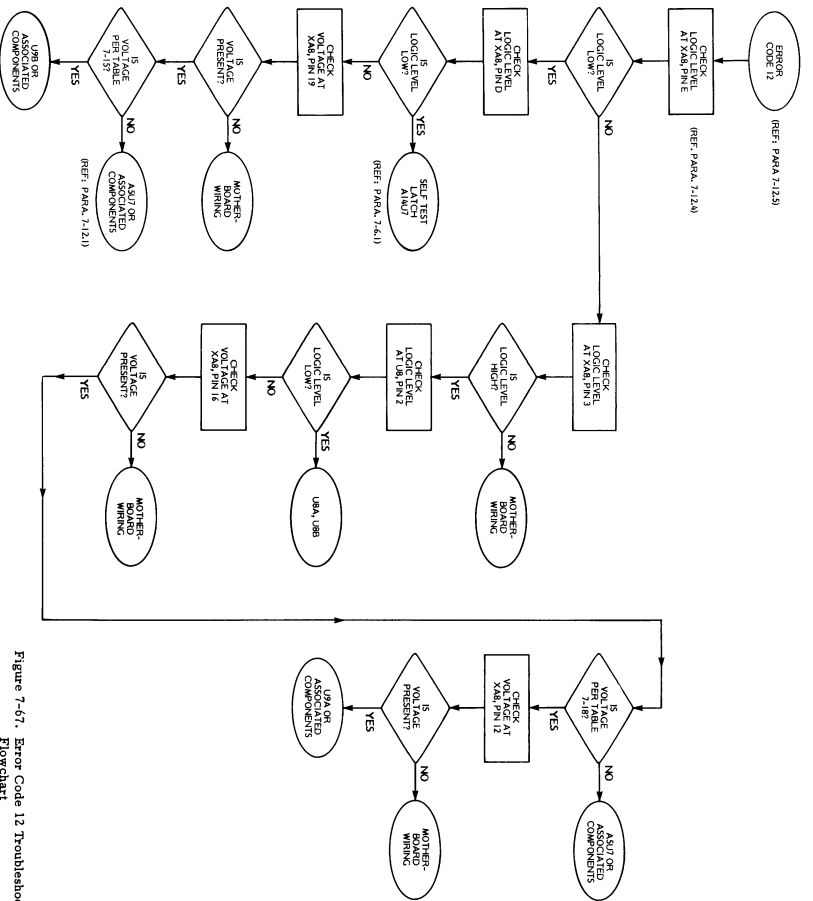 ERROR
CODE 12
(REF: PARA 7-12.5)
CHECK
LOGIC LEVEL
AT XA8, PIN E
(REF. PARA. 7-12.4)
IS
LOGIC LEVEL
LOW?
NO
YES
CHECK
LOGIC LEVEL
AT XA8, PIN D
IS
LOGIC LEVEL
LOW?
YES
SELF TEST
LATCH
A14U7
(REF: PARA. 7-6.1)
NO
CHECK
VOLTAGE AT
XA8, PIN 19
IS
VOLTAGE
PRESENT?
NO
MOTHER-
BOARD
WIRING
YES
IS
VOLTAGE
PER TABLE
7-15?
NO
A5U7 OR
ASSOCIATED
COMPONENTS
(REF: PARA. 7-12.1)
YES
U9B OR
ASSOCIATED
COMPONENTS
CHECK
LOGIC LEVEL
AT XA8, PIN 3
IS
LOGIC LEVEL
HIGH?
NO
MOTHER-
BOARD
WIRING
YES
CHECK
LOGIC LEVEL
AT U8, PIN 2
IS
LOGIC LEVEL
LOW?
YES
U8A, U8B
NO
CHECK
VOLTAGE AT
XA8, PIN 16
IS
VOLTAGE
PRESENT?
NO
MOTHER-
BOARD
WIRING
YES
IS
VOLTAGE
PER TABLE
7-18?
NO
A5U7 OR
ASSOCIATED
COMPONENTS
YES
CHECK
VOLTAGE AT
XA8, PIN 12
IS
VOLTAGE
PRESENT?
NO
MOTHER-
BOARD
WIRING
YES
U9A OR
ASSOCIATED
COMPONENTS
Figure 7-67. Error Code 12 Troubleshoo
Flowchart